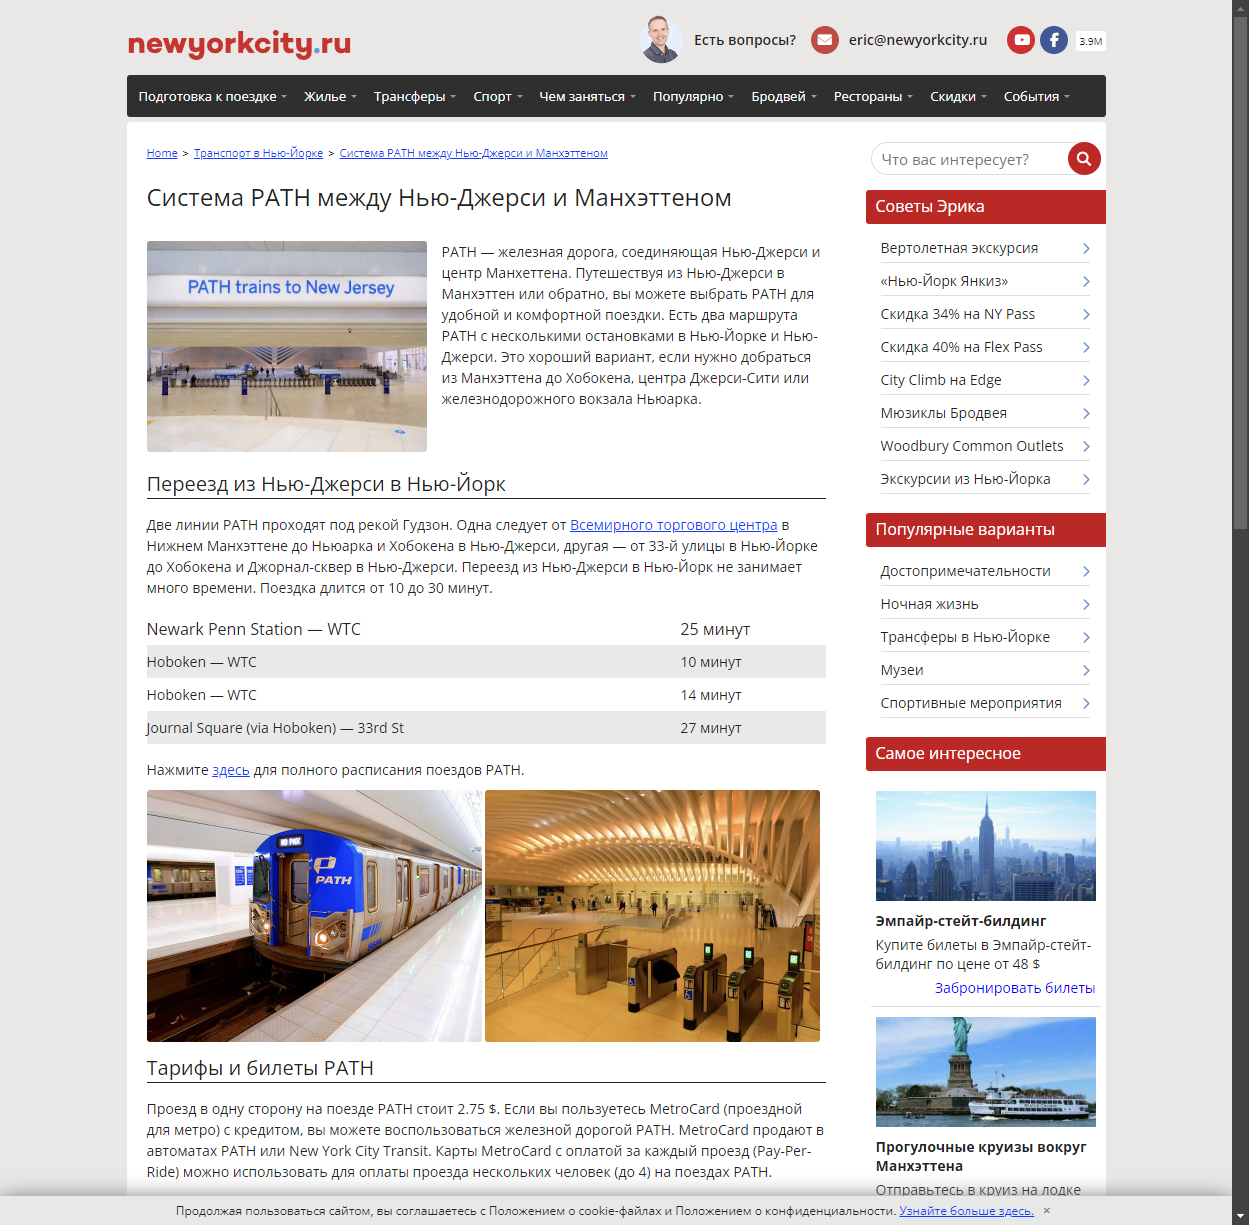 newyorkcity.ru
Есть вопросы?
eric@newyorkcity.ru
3.9M
Подготовка к поездке Жилье Трансферы Спорт Чем заняться Популярно Бродвей Рестораны Скидки События
Home > Транспорт в Нью-Йорке > Система PATH между Нью-Джерси и Манхэттеном
Система PATH между Нью-Джерси и Манхэттеном
PATH trains to New Jersey
PATH — железная дорога, соединяющая Нью-Джерси и
центр Манхеттена. Путешествуя из Нью-Джерси в
Манхэттен или обратно, вы можете выбрать PATH для
удобной и комфортной поездки. Есть два маршрута
PATH с несколькими остановками в Нью-Йорке и Нью-
Джерси. Это хороший вариант, если нужно добраться
из Манхэттена до Хобокена, центра Джерси-Сити или
железнодорожного вокзала Ньюарка.
Переезд из Нью-Джерси в Нью-Йорк
Две линии PATH проходят под рекой Гудзон. Одна следует от Всемирного торгового центра в
Нижнем Манхэттене до Ньюарка и Хобокена в Нью-Джерси, другая — от 33-й улицы в Нью-Йорке
до Хобокена и Джорнал-сквер в Нью-Джерси. Переезд из Нью-Джерси в Нью-Йорк не занимает
много времени. Поездка длится от 10 до 30 минут.
Newark Penn Station — WTC 25 минут
Hoboken — WTC 10 минут
Hoboken — WTC 14 минут
Journal Square (via Hoboken) — 33rd St 27 минут
Нажмите здесь для полного расписания поездов PATH.
NO PAX
PATH
Тарифы и билеты PATH
Проезд в одну сторону на поезде PATH стоит 2.75 $. Если вы пользуетесь MetroCard (проездной
для метро) с кредитом, вы можете воспользоваться железной дорогой PATH. MetroCard продают в
автоматах PATH или New York City Transit. Карты MetroCard с оплатой за каждый проезд (Pay-Per-
Ride) можно использовать для оплаты проезда нескольких человек (до 4) на поездах PATH.
Что вас интересует?
Советы Эрика
Вертолетная экскурсия
«Нью-Йорк Янкиз»
Скидка 34% на NY Pass
Скидка 40% на Flex Pass
City Climb на Edge
Мюзиклы Бродвея
Woodbury Common Outlets
Экскурсии из Нью-Йорка
Популярные варианты
Достопримечательности
Ночная жизнь
Трансферы в Нью-Йорке
Музеи
Спортивные мероприятия
Самое интересное
Эмпайр-стейт-билдинг
Купите билеты в Эмпайр-стейт-
билдинг по цене от 48 $
Забронировать билеты
Прогулочные круизы вокруг
Манхэттена
Отправьтесь в круиз на лодке
Продолжая пользоваться сайтом, вы соглашаетесь с Положением о cookie-файлах и Положением о конфиденциальности. Узнайте больше здесь. ×